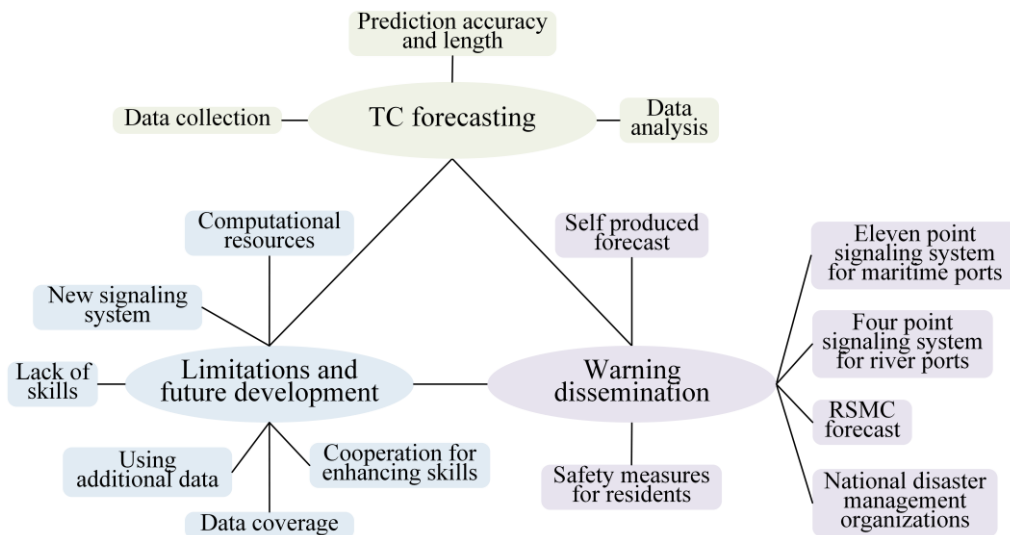 Prediction accuracy
and length
Data collection
TC forecasting
Data
analysis
Computational
resources
New signaling
system
Lack of
skills
Limitations and
future development
Using
additional data
Cooperation for
enhancing skills
Data coverage
Self produced
forecast
Warning
dissemination
Safety measures
for residents
Eleven point
signaling system
for maritime ports
Four point
signaling system
for river ports
RSMC
forecast
National disaster
management
organizations